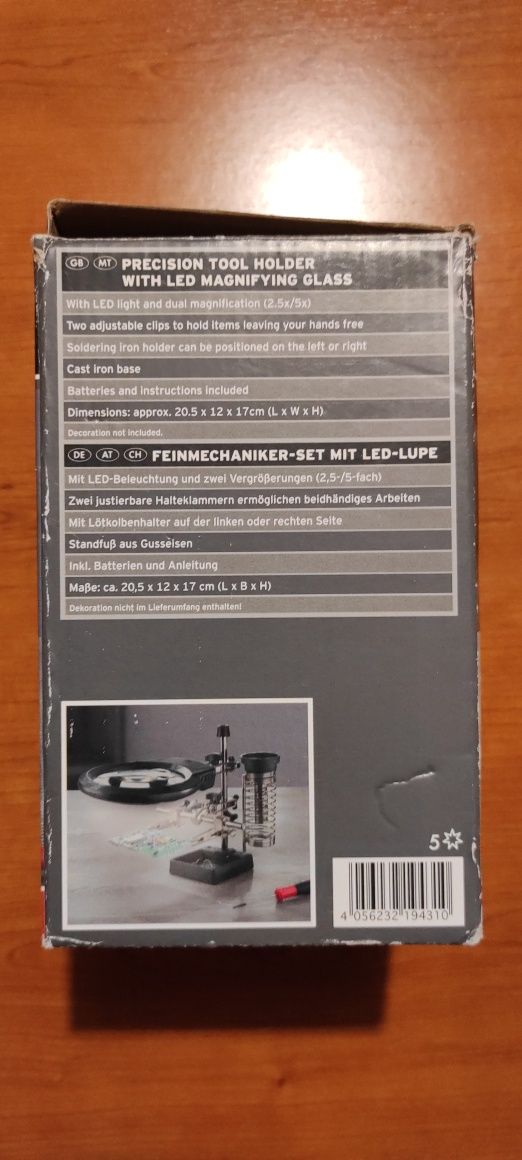 GB MT PRECISION TOOL HOLDER
WITH LED MAGNIFYING GLASS
With LED light and dual magnification (2.5x/5x)
Two adjustable clips to hold items leaving your hands free
Soldering iron holder can be positioned on the left or right
Cast iron base
Batteries and instructions included
Dimensions: approx. 20.5 x 12 x 17cm (L x W x H)
Decoration not included.
DE AT CH FEINMECHANIKER-SET MIT LED-LUPE
Mit LED-Beleuchtung und zwei Vergrößerungen (2,5-/5-fach)
Zwei justierbare Halteklammern ermöglichen beidhändiges Arbeiten
Mit Lötkolbenhalter auf der linken oder rechten Seite
Standfuß aus Gusseisen
Inkl. Batterien und Anleitung
Maße: ca. 20,5 x 12 x 17 cm (L x B x H)
Dekoration nicht im Lieferumfang enthalten!
5
4 056232 194310